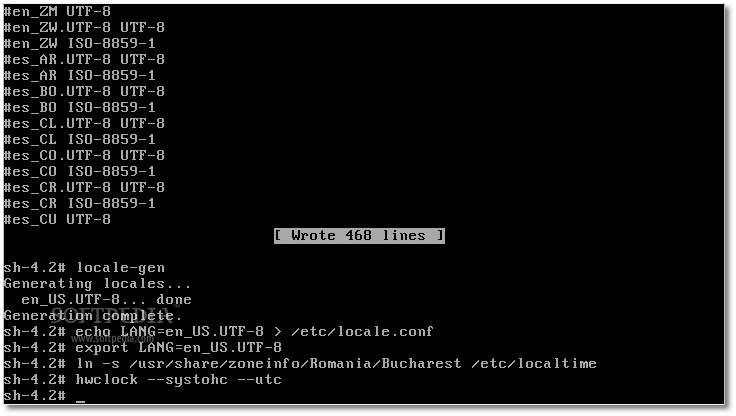 #en_ZM UTF-8
#en_ZW.UTF-8 UTF-8
#en_ZW ISO-8859-1
#es_AR.UTF-8 UTF-8
#es_AR ISO-8859-1
#es_BO.UTF-8 UTF-8
#es_BO ISO-8859-1
#es_CL.UTF-8 UTF-8
#es_CL ISO-8859-1
#es_CO.UTF-8 UTF-8
#es_CO ISO-8859-1
#es_CR.UTF-8 UTF-8
#es_CR ISO-8859-1
#es_CU UTF-8
[ Wrote 468 lines ]
sh-4.2# locale-gen
Generating locales...
  en_US.UTF-8... done
Generation complete.
SOFTPEDIA
www.softpedia.com
sh-4.2# echo LANG=en_US.UTF-8 > /etc/locale.conf
sh-4.2# export LANG=en_US.UTF-8
sh-4.2# ln -s /usr/share/zoneinfo/Romania/Bucharest /etc/localtime
sh-4.2# hwclock --systohc --utc
sh-4.2# _